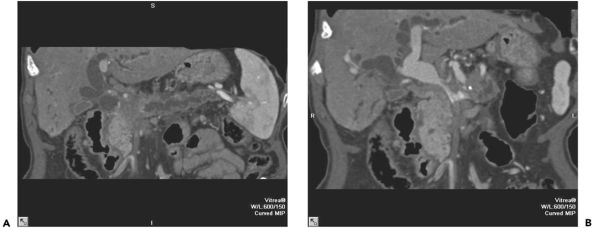 S
Vitrea®
W/L:600/150
Curved MIP
I
A
R
L
Vitrea®
W/L:600/150
Curved MIP
B